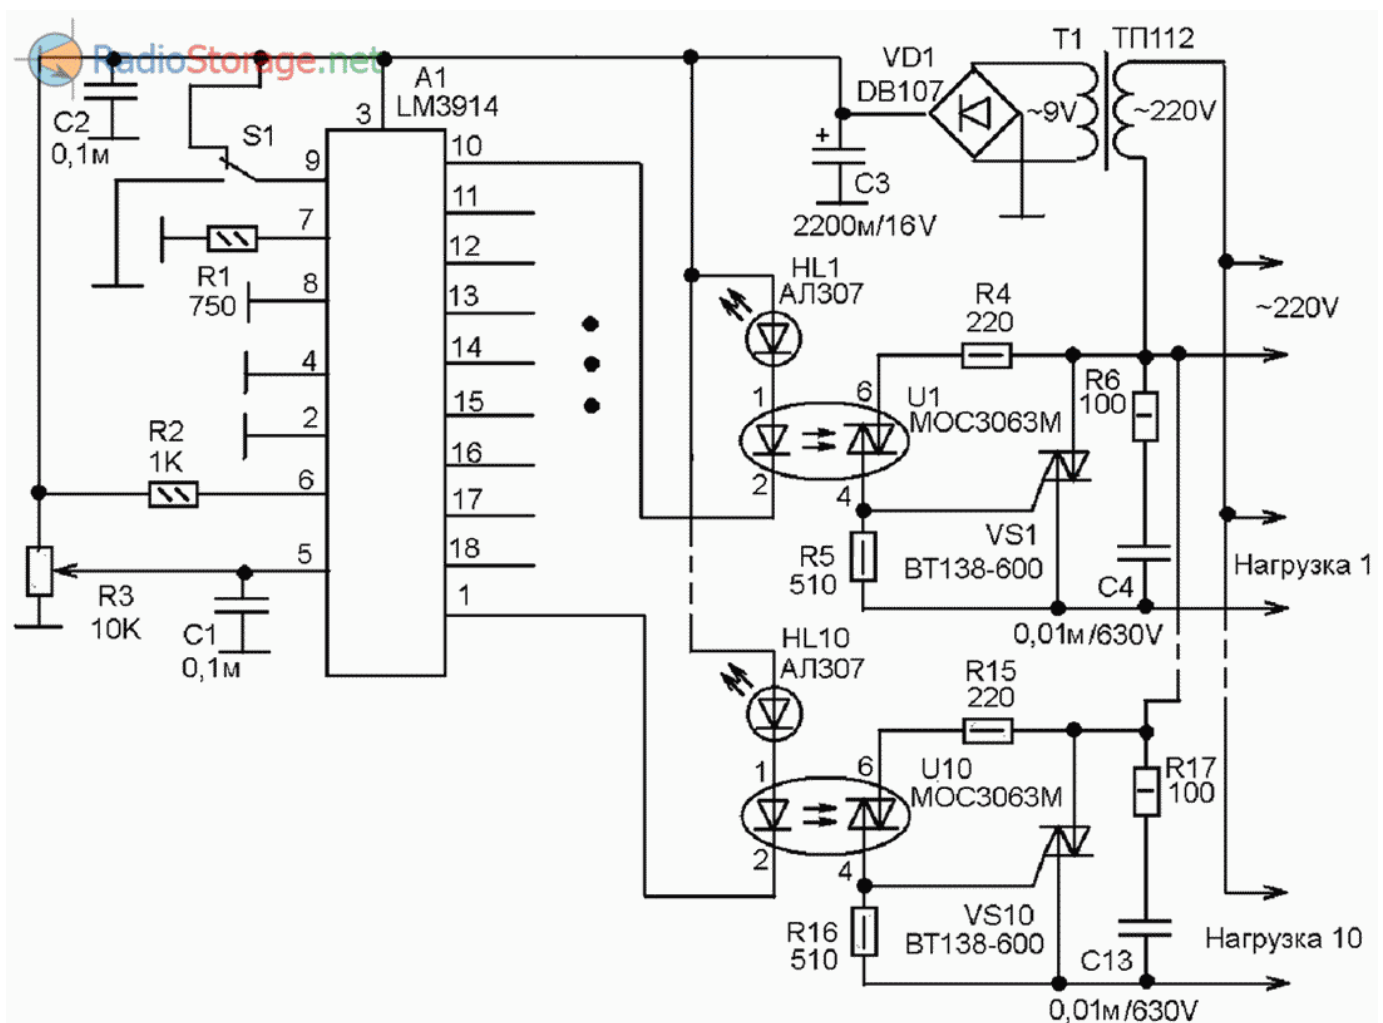 RadioStorage.net
T1
ТП112
VD1
DB107
~9V
~220V
A1
LM3914
3
C2
0,1м
S1
9
10
+
C3
2200м/16V
11
7
R1
750
12
8
13
HL1
АЛ307
R4
220
~220V
14
4
15
2
R2
1K
1
6
U1
MOC3063M
R6
100
16
6
2
4
17
18
5
R3
10K
C1
0,1м
1
R5
510
VS1
BT138-600
C4
Нагрузка 1
0,01м/630V
HL10
АЛ307
R15
220
1
6
U10
MOC3063M
R17
100
2
4
R16
510
VS10
BT138-600
C13
Нагрузка 10
0,01м/630V